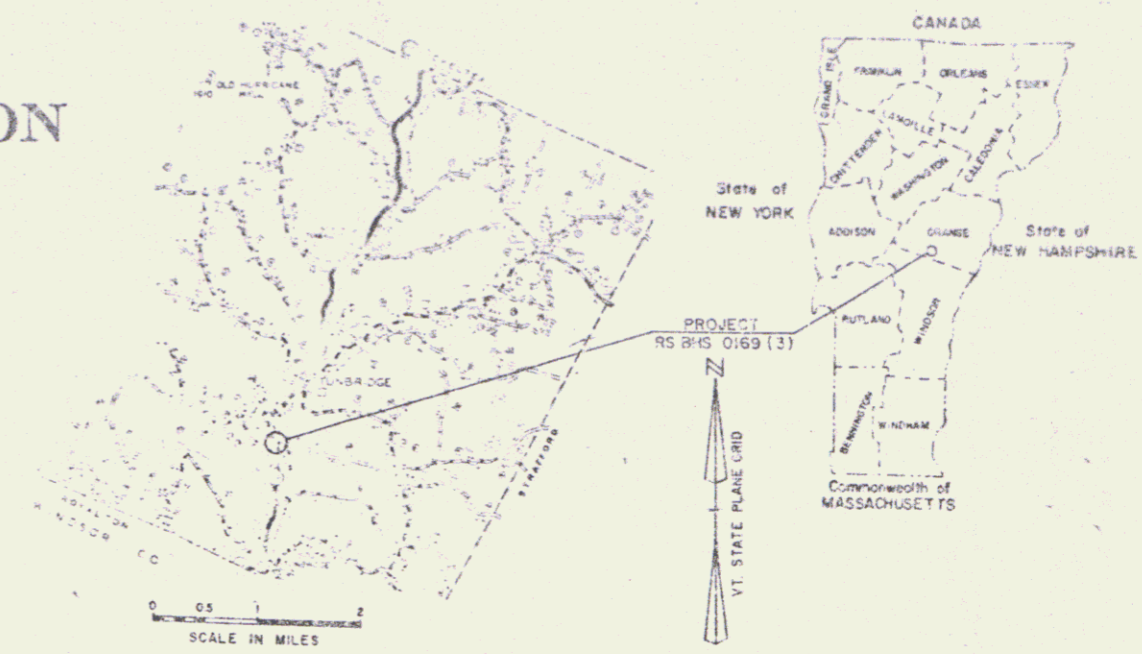 ON
OLD HURRICANE
HILL
TUNBRIDGE
STRAFFORD
ROYALTON
0 0.5 1 2
SCALE IN MILES
PROJECT
RS BHS 0169 (3)
VT. STATE PLANE GRID
CANADA
GRAND ISLE
FRANKLIN
ORLEANS
ESSEX
LAMOILLE
CHITTENDEN
WASHINGTON
CALEDONIA
State of
NEW YORK
ADDISON
ORANGE
State of
NEW HAMPSHIRE
RUTLAND
WINDSOR
BENNINGTON
WINDHAM
Commonwealth of
MASSACHUSETTS